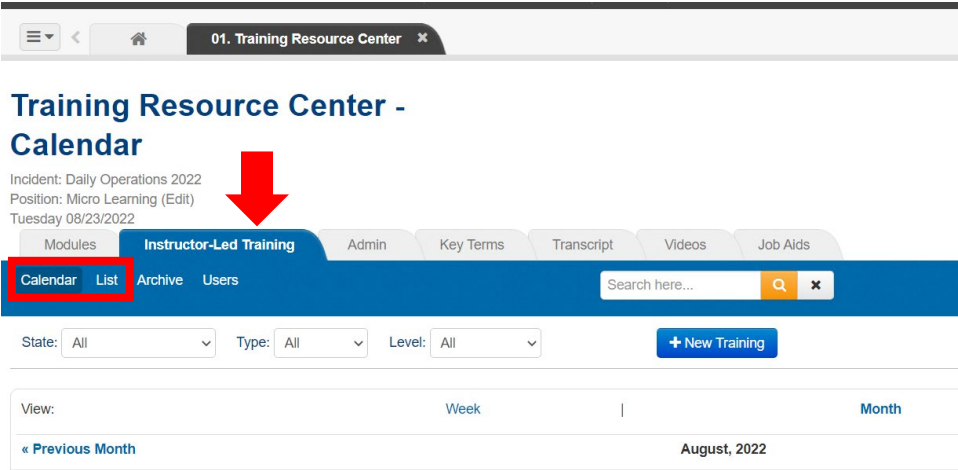 01. Training Resource Center ×
Training Resource Center -
Calendar
Incident: Daily Operations 2022
Position: Micro Learning (Edit)
Tuesday 08/23/2022
Modules Instructor-Led Training Admin Key Terms Transcript Videos Job Aids
Calendar List Archive Users Search here...
State: All Type: All Level: All + New Training
View: Week | Month
« Previous Month August, 2022